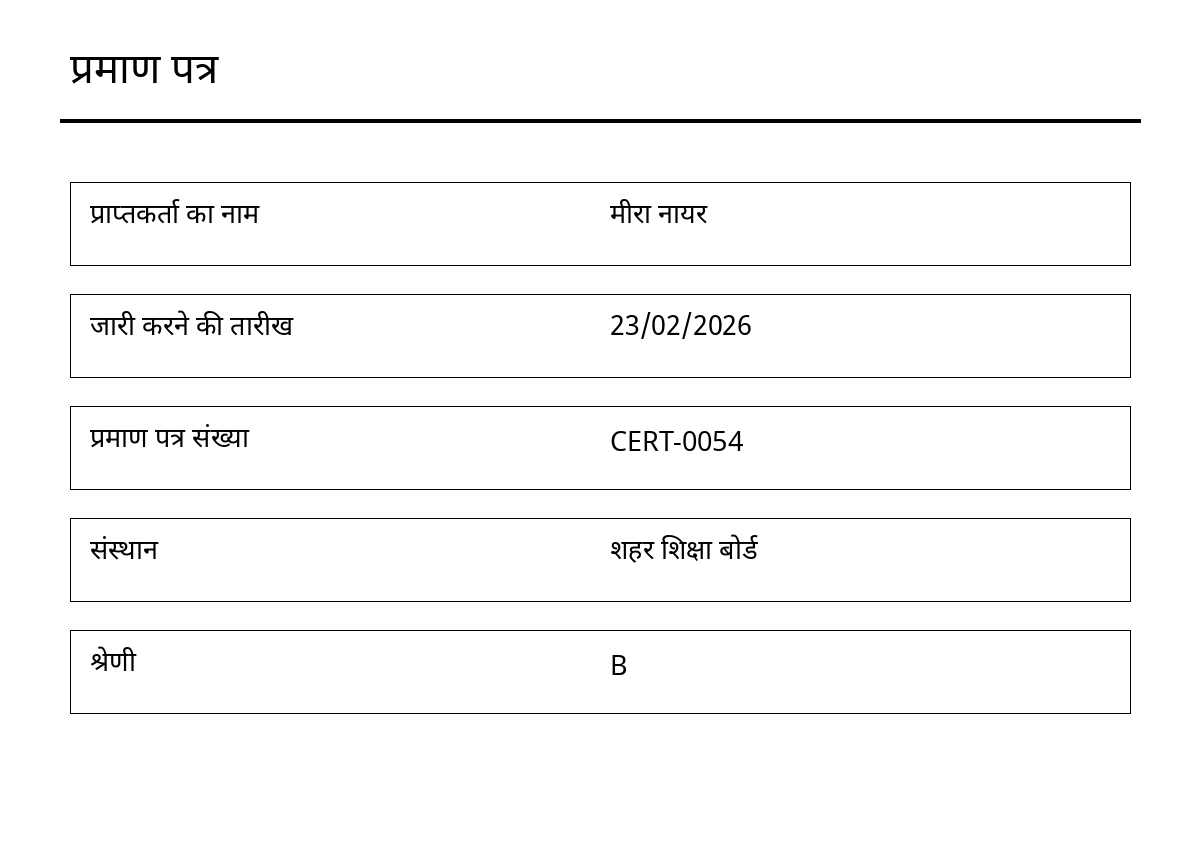 प्रमाण पत्र
प्राप्तकर्ता का नाम मीरा नायर
जारी करने की तारीख 23/02/2026
प्रमाण पत्र संख्या CERT-0054
संस्थान शहर शिक्षा बोर्ड
श्रेणी B